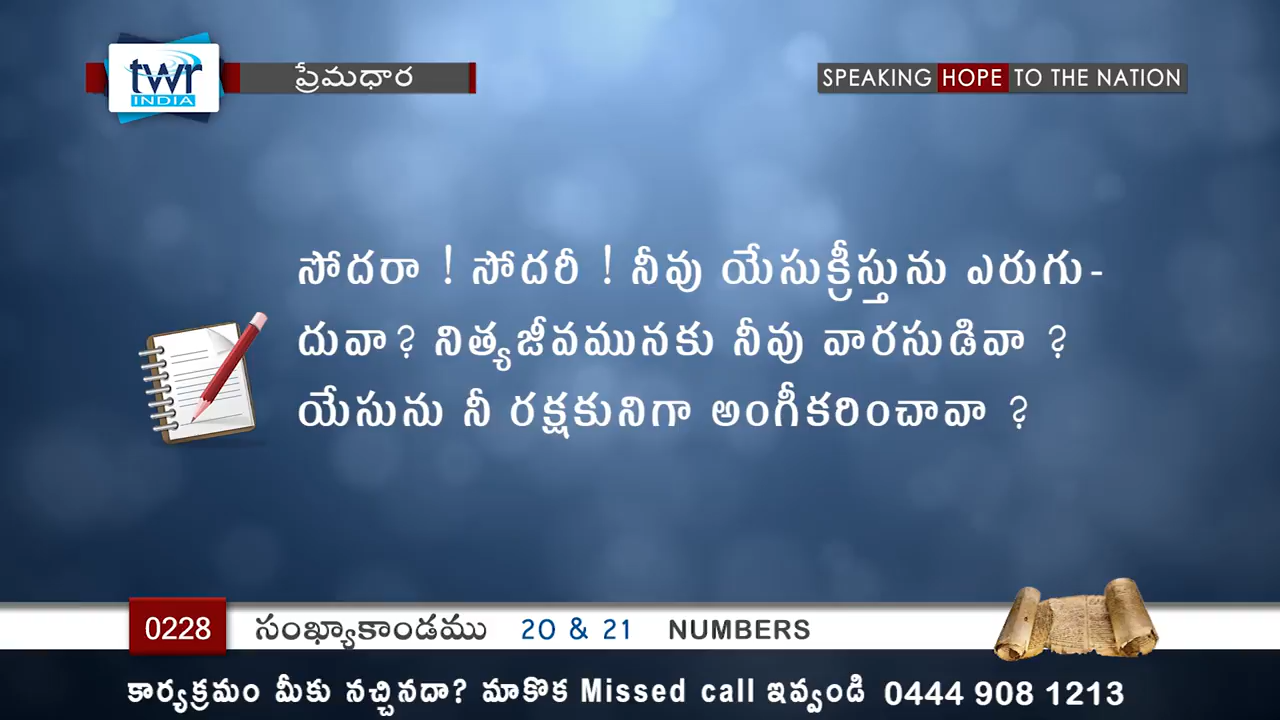 twr
INDIA
ప్రేమధార
SPEAKING HOPE TO THE NATION
సోదరా ! సోదరీ ! నీవు యేసుక్రీస్తును ఎరుగు-
దువా? నిత్యజీవమునకు నీవు వారసుడివా ?
యేసును నీ రక్షకునిగా అంగీకరించావా ?
0228 సంఖ్యాకాండము 20 & 21 NUMBERS
కార్యక్రమం మీకు నచ్చినదా? మాకొక Missed call ఇవ్వండి 0444 908 1213